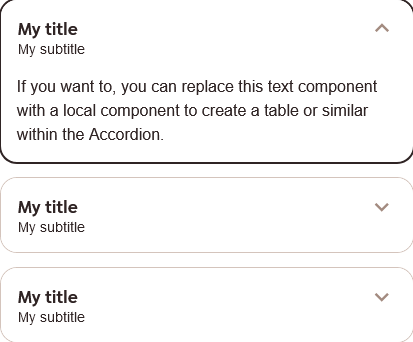 My title
My subtitle
If you want to, you can replace this text component
with a local component to create a table or similar
within the Accordion.
My title
My subtitle
My title
My subtitle